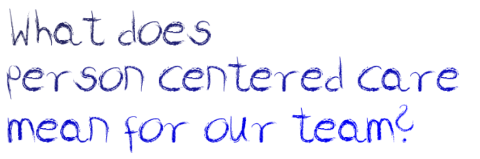 What does
person centered care
mean for our team?